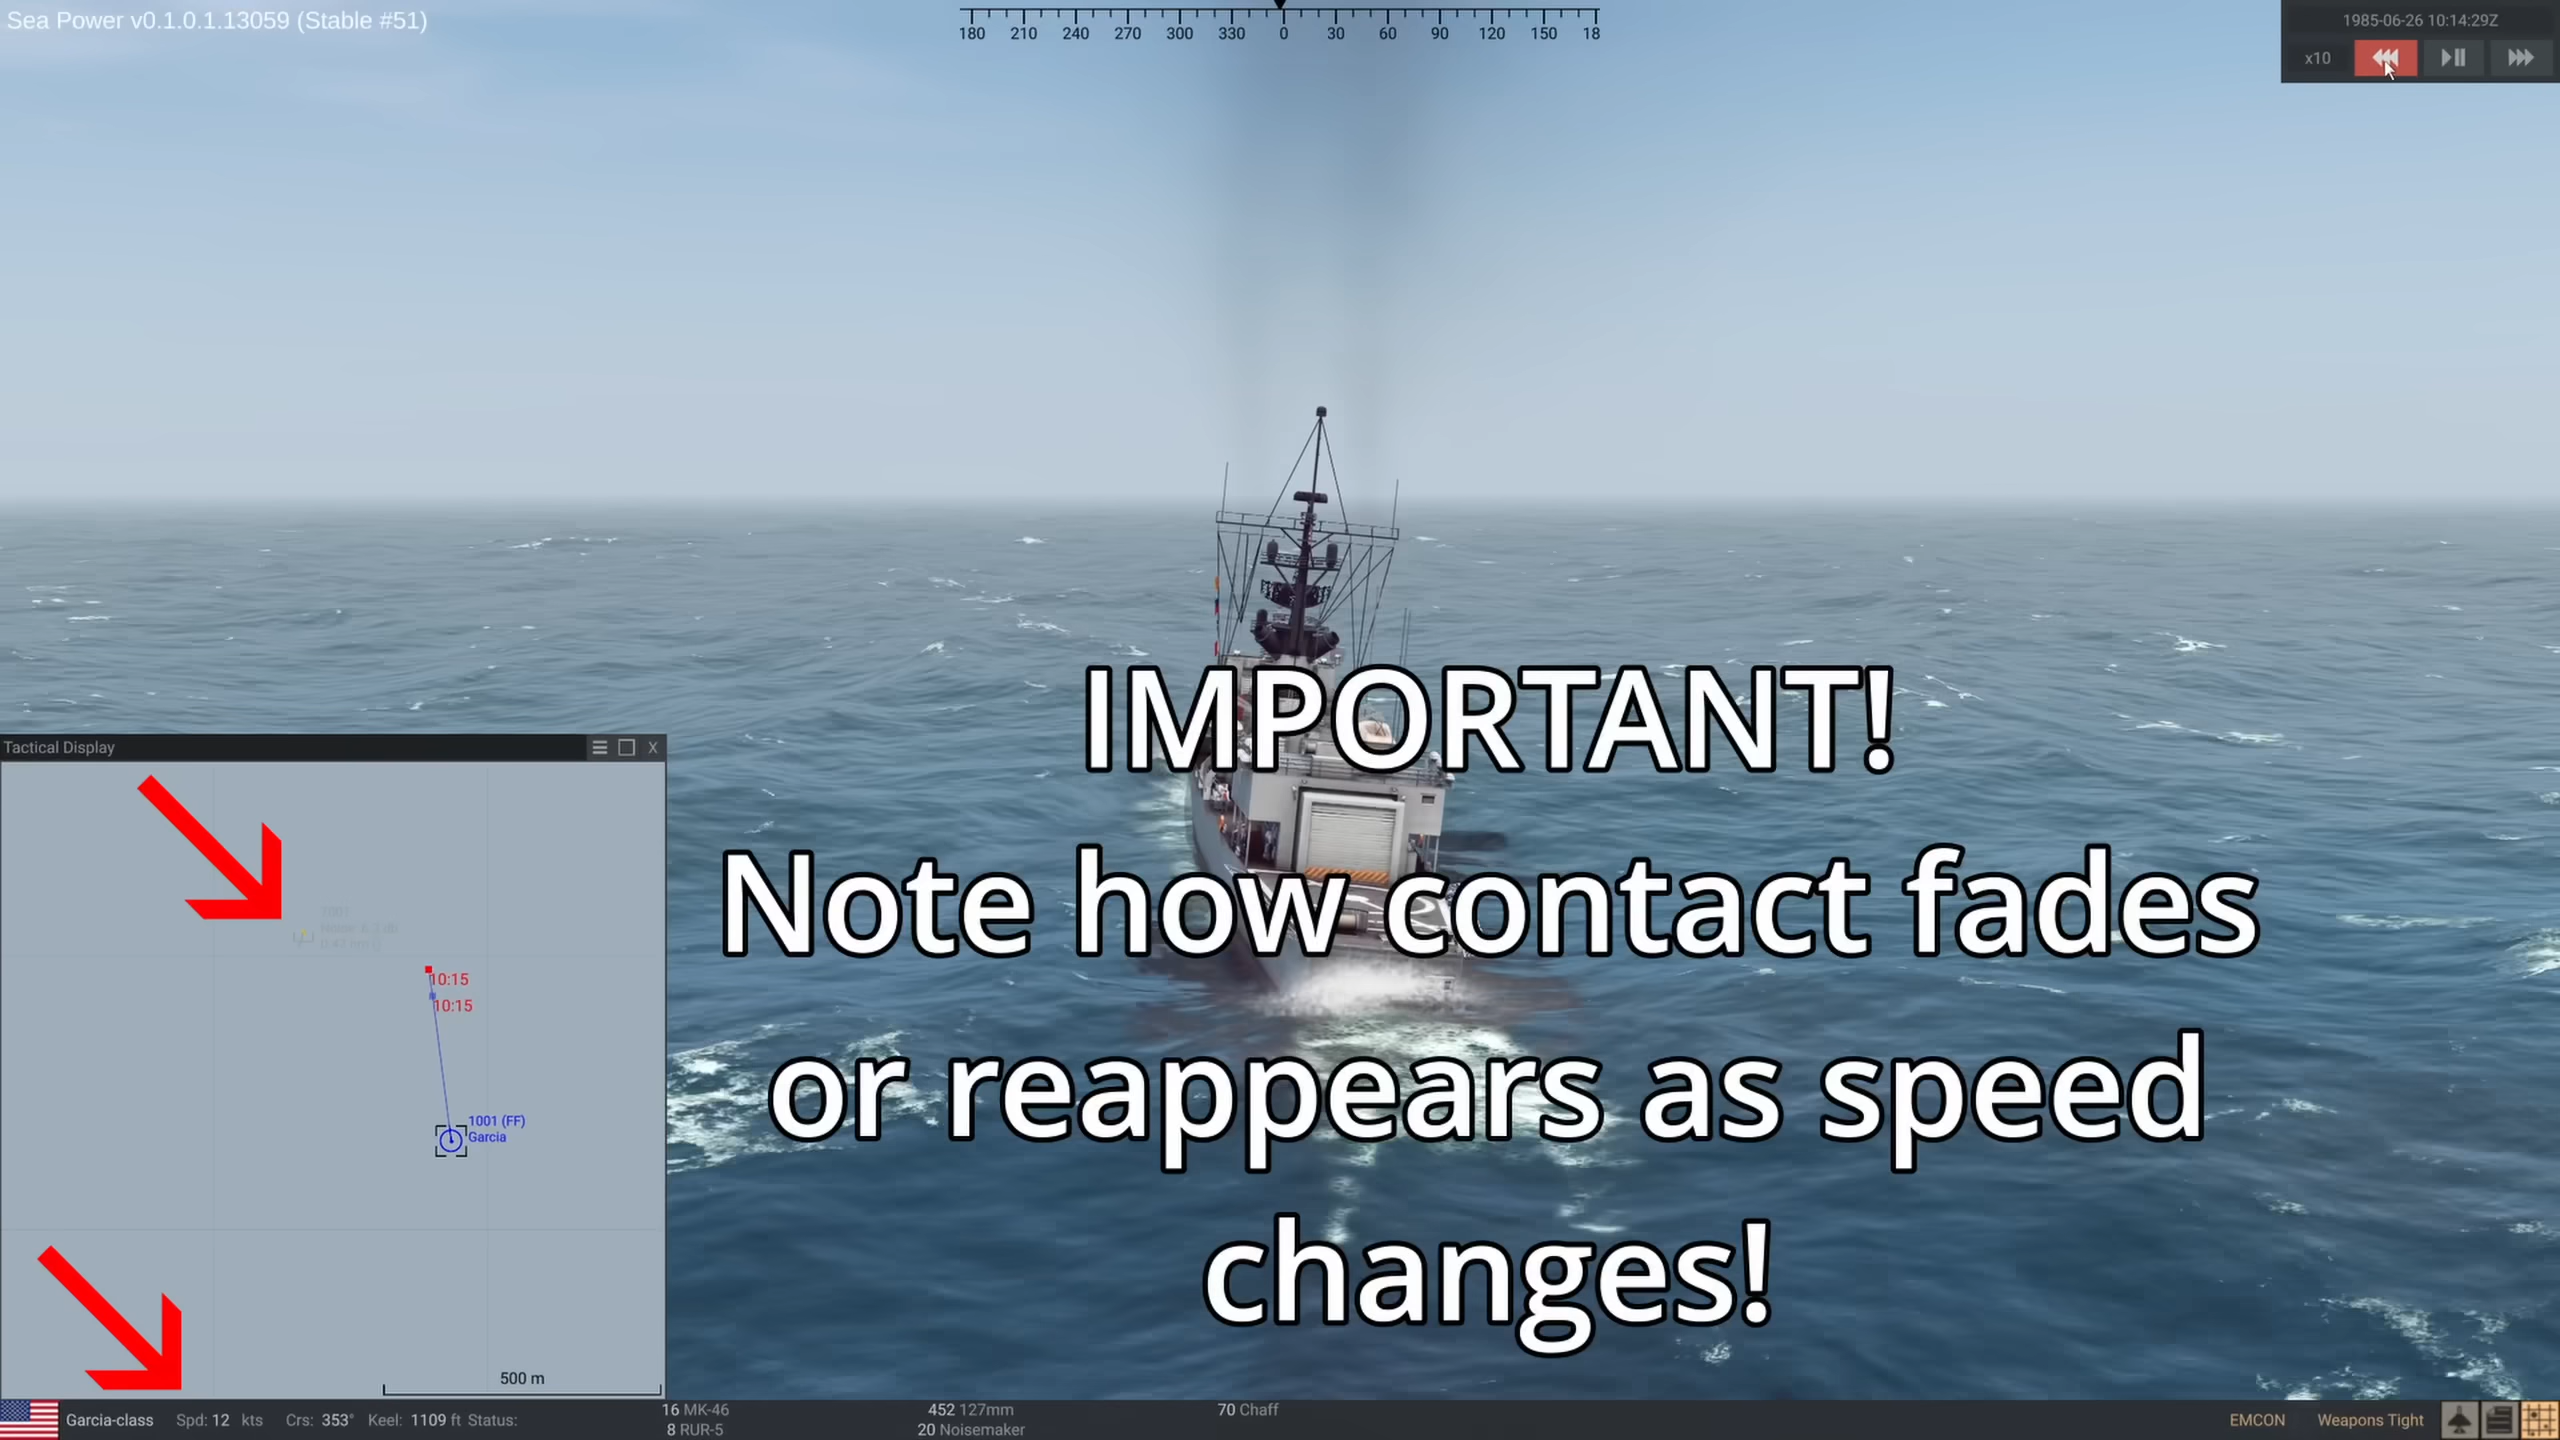 Sea Power v0.1.0.1.13059 (Stable #51)
180 210 240 270 300 330 0 30 60 90 120 150 18
1985-06-26 10:14:29Z
x10
IMPORTANT!
Note how contact fades
or reappears as speed
changes!
Tactical Display
X
10:15
10:15
1001 (FF)
Garcia
500 m
Garcia-class Spd: 12 kts Crs: 353° Keel: 1109 ft Status:
16 MK-46
8 RUR-5
452 127mm
20 Noisemaker
70 Chaff
EMCON Weapons Tight